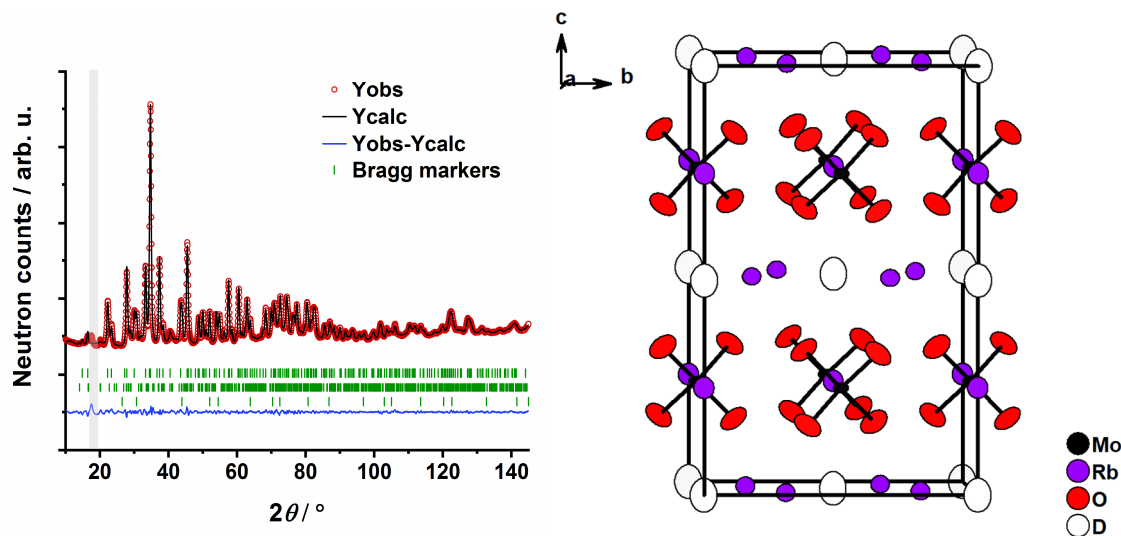 Neutron counts / arb. u.
Yobs
Ycalc
Yobs-Ycalc
Bragg markers
20 40 60 80 100 120 140
2θ / °
c
a
b
Mo
Rb
O
D